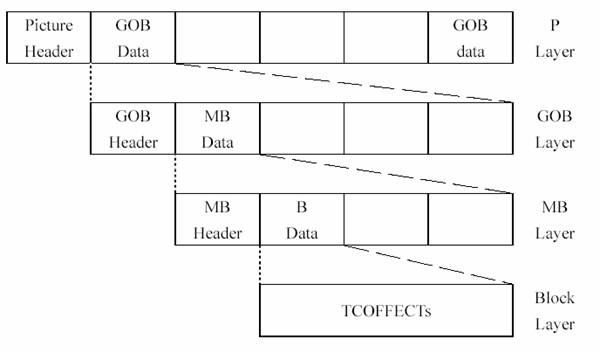 Picture GOB GOB P
Header Data data Layer
GOB MB GOB
Header Data Layer
MB B MB
Header Data Layer
Block
TCOFFECTs
Layer